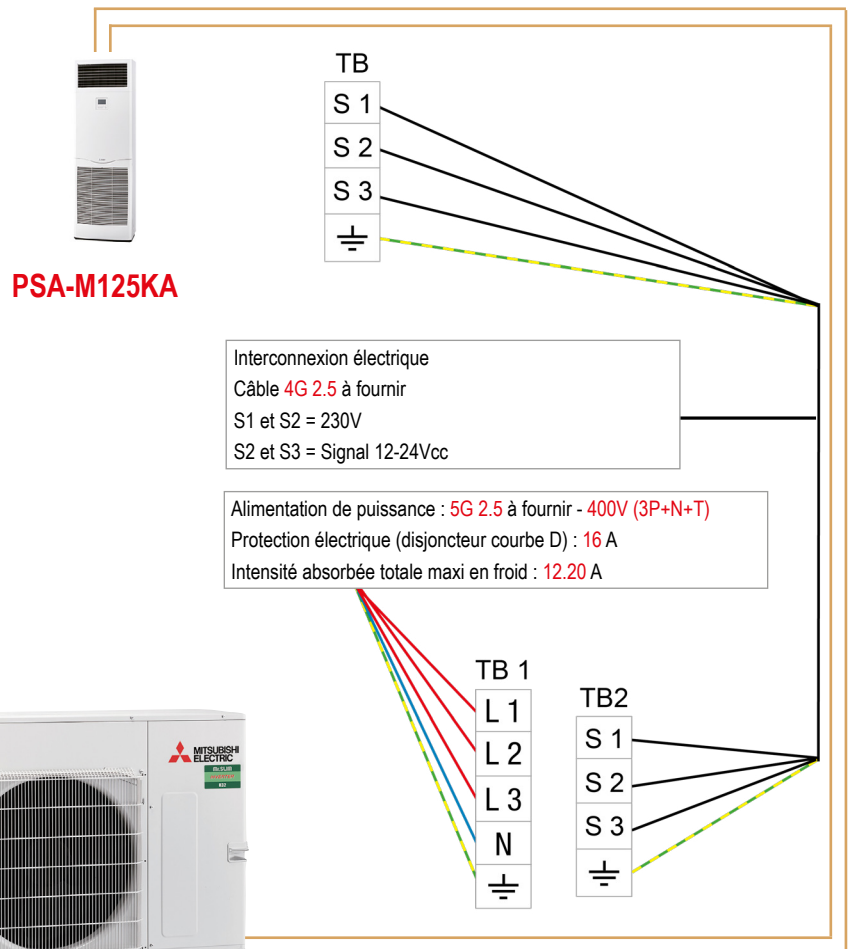 TB
S 1
S 2
S 3
PSA-M125KA
Interconnexion électrique
Câble 4G 2.5 à fournir
S1 et S2 = 230V
S2 et S3 = Signal 12-24Vcc
Alimentation de puissance : 5G 2.5 à fournir - 400V (3P+N+T)
Protection électrique (disjoncteur courbe D) : 16 A
Intensité absorbée totale maxi en froid : 12.20 A
TB 1
L 1
L 2
L 3
N
TB2
S 1
S 2
S 3
MITSUBISHI
ELECTRIC